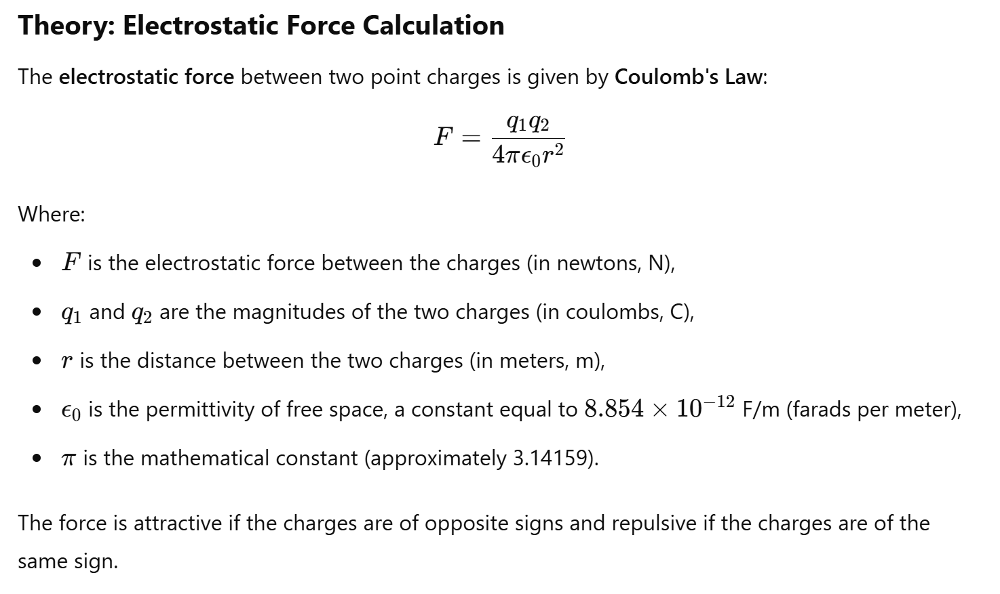 Theory: Electrostatic Force Calculation
The electrostatic force between two point charges is given by Coulomb's Law:
F = \frac{q_1 q_2}{4\pi\epsilon_0 r^2}
Where:
• F is the electrostatic force between the charges (in newtons, N),
• q₁ and q₂ are the magnitudes of the two charges (in coulombs, C),
• r is the distance between the two charges (in meters, m),
• ϵ₀ is the permittivity of free space, a constant equal to 8.854 × 10⁻¹² F/m (farads per meter),
• π is the mathematical constant (approximately 3.14159).
The force is attractive if the charges are of opposite signs and repulsive if the charges are of the
same sign.